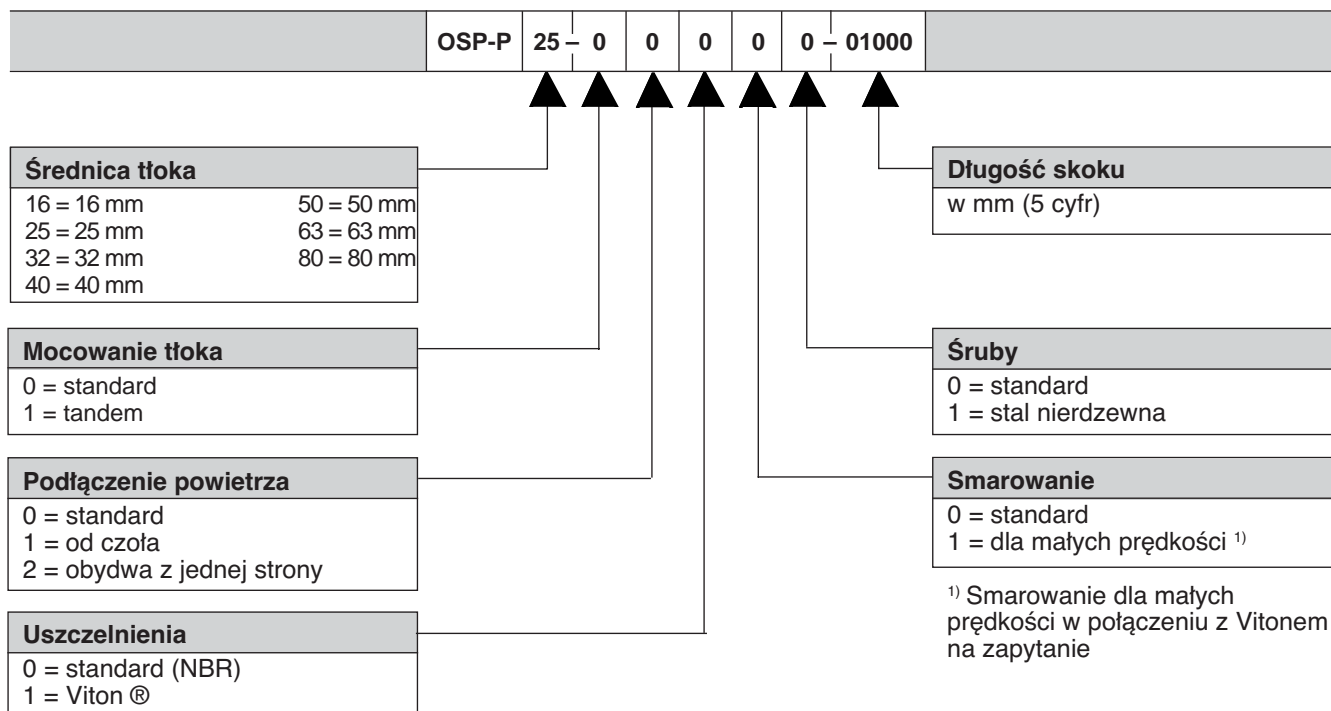 OSP-P 25 – 0 0 0 0 0 – 01000
Średnica tłoka
16 = 16 mm 50 = 50 mm
25 = 25 mm 63 = 63 mm
32 = 32 mm 80 = 80 mm
40 = 40 mm
Mocowanie tłoka
0 = standard
1 = tandem
Podłączenie powietrza
0 = standard
1 = od czoła
2 = obydwa z jednej strony
Uszczelnienia
0 = standard (NBR)
1 = Viton ®
Długość skoku
w mm (5 cyfr)
Śruby
0 = standard
1 = stal nierdzewna
Smarowanie
0 = standard
1 = dla małych prędkości 1)
1) Smarowanie dla małych
prędkości w połączeniu z Vitonem
na zapytanie